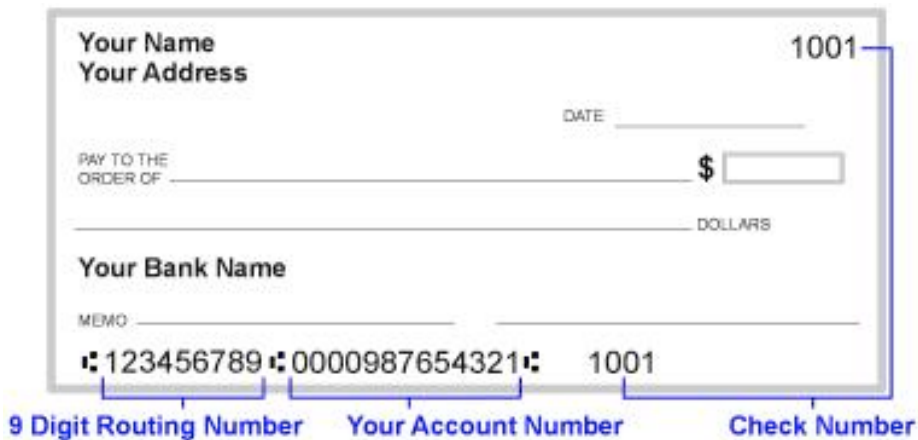 Your Name
1001
Your Address
DATE
PAY TO THE
ORDER OF
$
DOLLARS
Your Bank Name
MEMO
⑆123456789⑆0000987654321⑆ 1001
9 Digit Routing Number Your Account Number Check Number